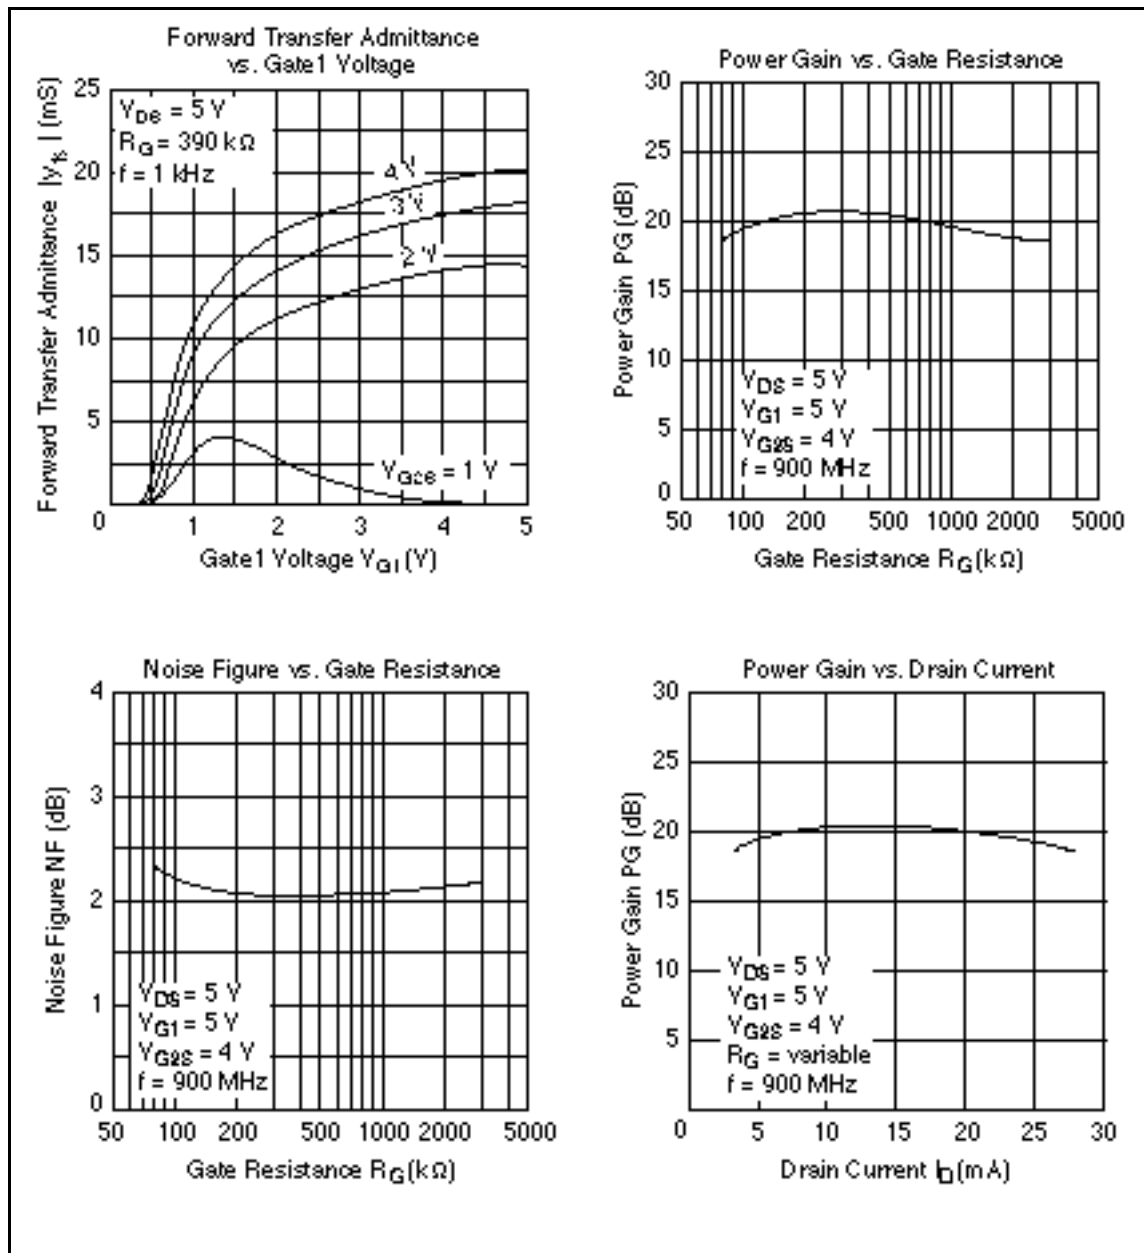 Forward Transfer Admittance
vs. Gate1 Voltage
Forward Transfer Admittance |yfs| (mS)
25
20
15
10
5
0
VDS = 5 V
RG = 390 kΩ
f = 1 kHz
4 V
3 V
2 V
VG2S = 1 V
1
2
3
4
5
Gate1 Voltage VG1 (V)
Power Gain vs. Gate Resistance
Power Gain PG (dB)
30
25
20
15
10
5
0
VDS = 5 V
VG1 = 5 V
VG2S = 4 V
f = 900 MHz
50 100 200 500 1000 2000 5000
Gate Resistance RG (kΩ)
Noise Figure vs. Gate Resistance
Noise Figure NF (dB)
4
3
2
1
0
VDS = 5 V
VG1 = 5 V
VG2S = 4 V
f = 900 MHz
50 100 200 500 1000 2000 5000
Gate Resistance RG (kΩ)
Power Gain vs. Drain Current
Power Gain PG (dB)
30
25
20
15
10
5
VDS = 5 V
VG1 = 5 V
VG2S = 4 V
RG = variable
f = 900 MHz
0 5 10 15 20 25 30
Drain Current ID (mA)